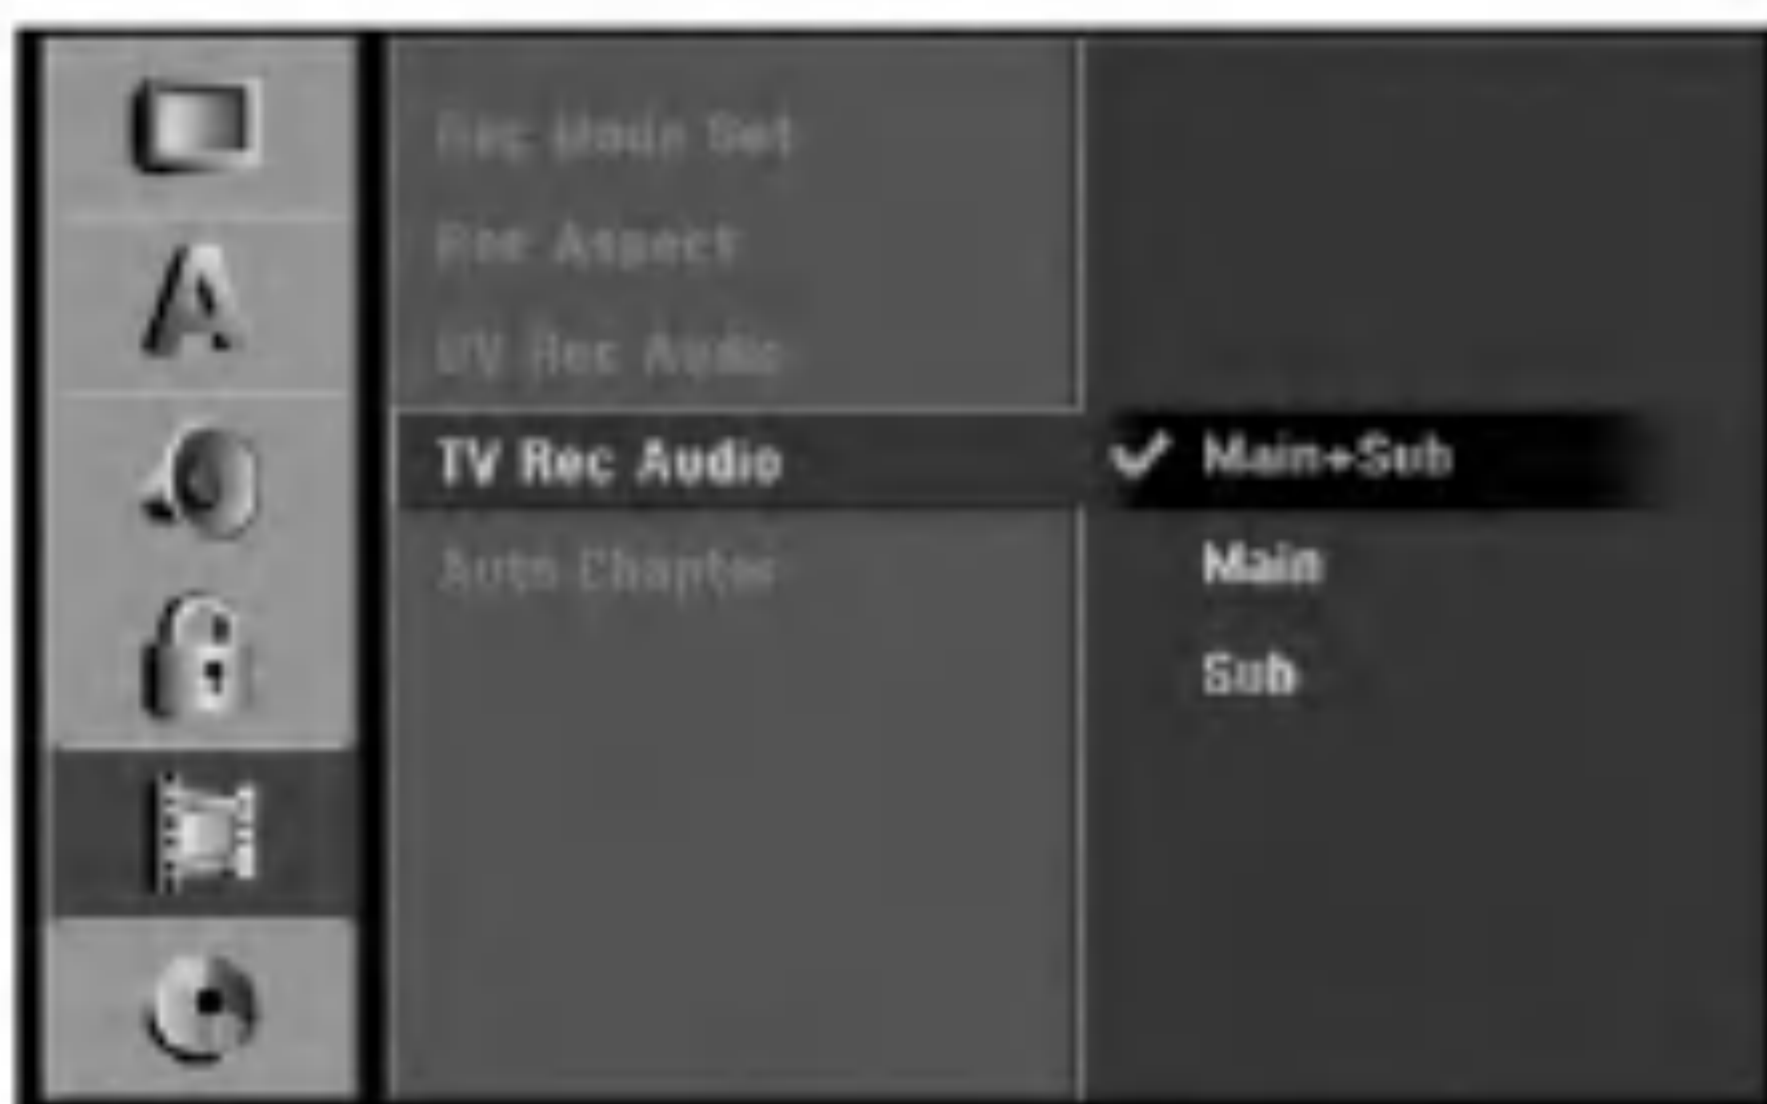 Rec Mode Set
Rec Aspect
DV Rec Audio
TV Rec Audio
Auto Chapter
Main+Sub
Main
Sub